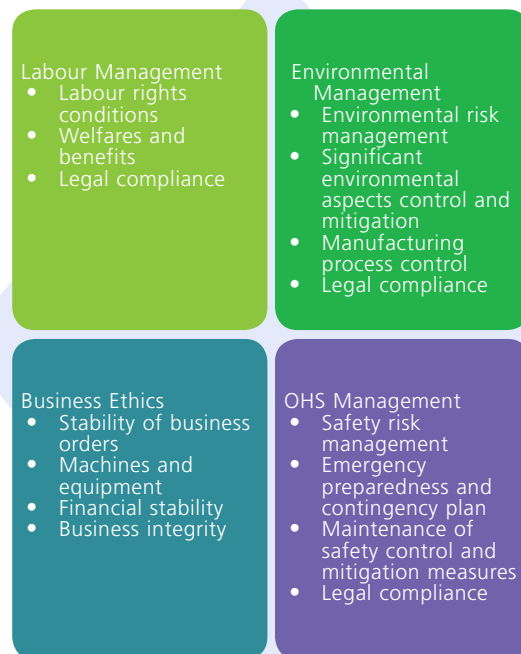 Labour Management
• Labour rights
conditions
• Welfares and
benefits
• Legal compliance
Environmental
Management
• Environmental risk
management
• Significant
environmental
aspects control and
mitigation
• Manufacturing
process control
• Legal compliance
Business Ethics
• Stability of business
orders
• Machines and
equipment
• Financial stability
• Business integrity
OHS Management
• Safety risk
management
• Emergency
preparedness and
contingency plan
• Maintenance of
safety control and
mitigation measures
• Legal compliance